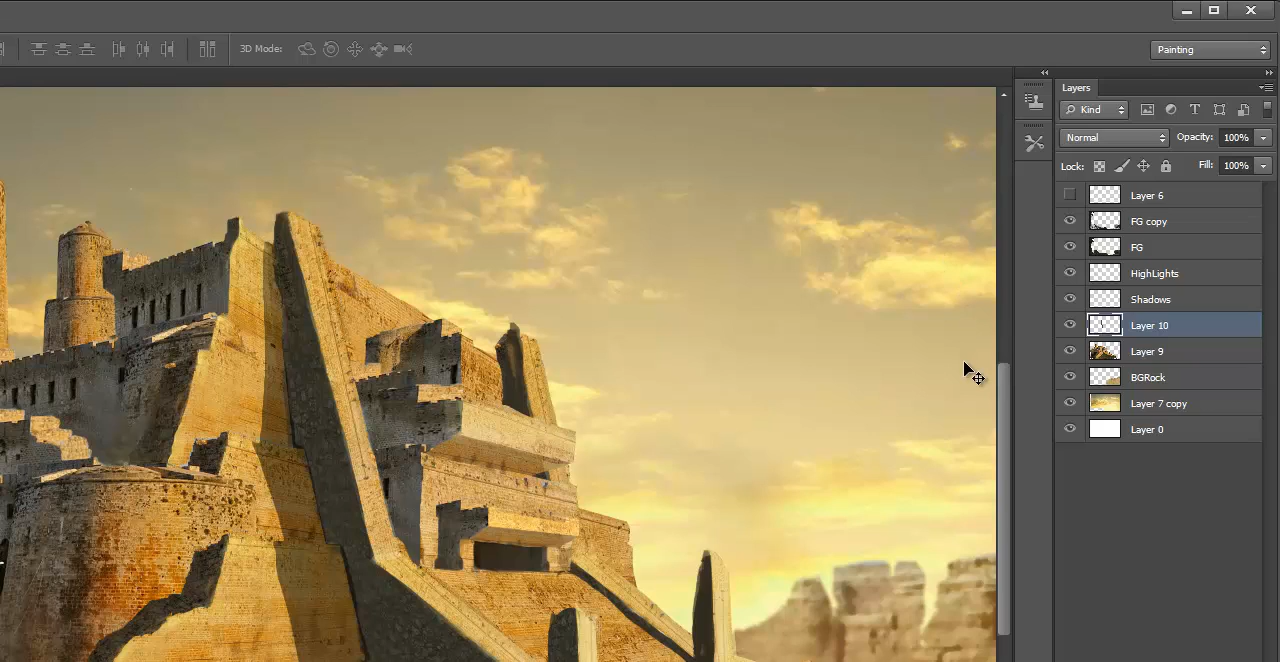 3D Mode:
Painting
Layers
Kind
Normal
Opacity: 100%
Lock:
Fill: 100%
Layer 6
FG copy
FG
HighLights
Shadows
Layer 10
Layer 9
BGRock
Layer 7 copy
Layer 0